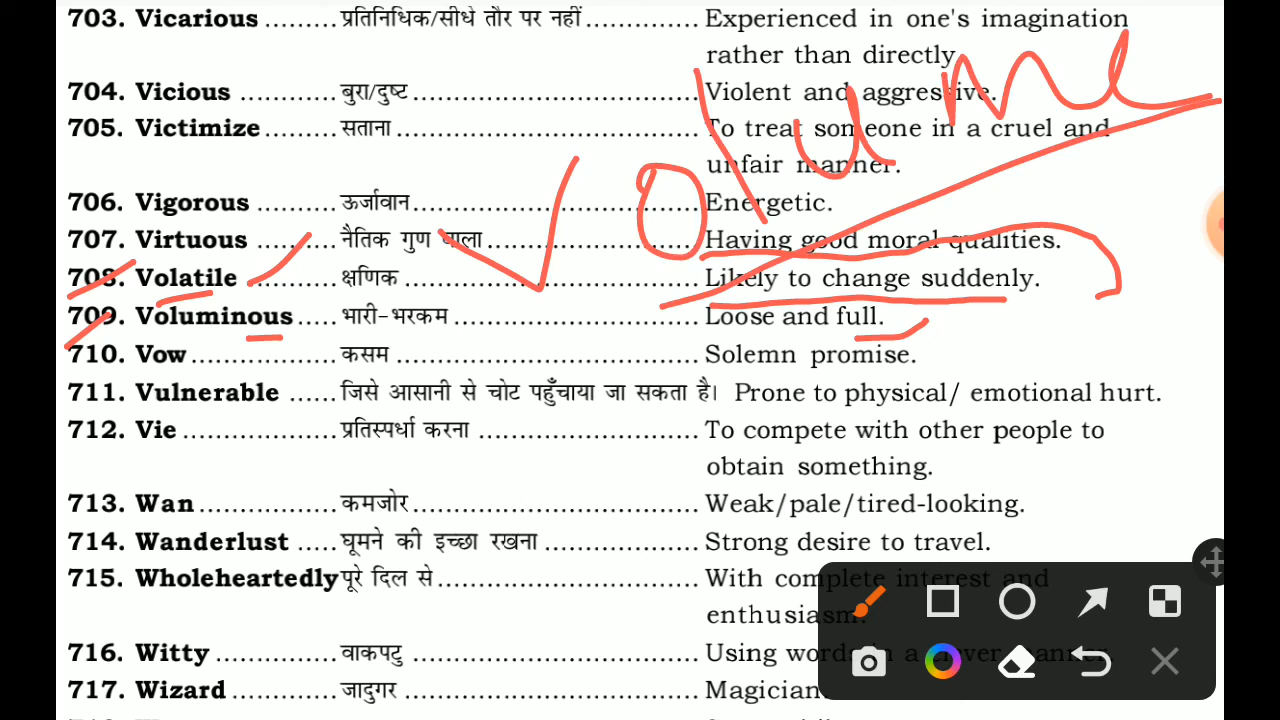 703. Vicarious ......... प्रतिनिधिक/सीधे तौर पर नहीं ............. Experienced in one's imagination
rather than directly.
704. Vicious ............ बुरा/दुष्ट ................................. Violent and aggressive.
705. Victimize ......... सताना ................................... To treat someone in a cruel and
unfair manner.
706. Vigorous .......... ऊर्जावान................................. Energetic.
707. Virtuous .......... नैतिक गुण वाला ........................ Having good moral qualities.
708. Volatile ............ क्षणिक .................................. Likely to change suddenly.
709. Voluminous ..... भारी-भरकम ............................. Loose and full.
710. Vow ................. कसम ................................... Solemn promise.
711. Vulnerable ...... जिसे आसानी से चोट पहुँचाया जा सकता है। Prone to physical/ emotional hurt.
712. Vie .................. प्रतिस्पर्धा करना ......................... To compete with other people to
obtain something.
713. Wan ................ कमजोर.................................. Weak/pale/tired-looking.
714. Wanderlust ..... घूमने की इच्छा रखना .................. Strong desire to travel.
715. Wholeheartedly पूरे दिल से............................... With complete interest and
enthusiasm.
716. Witty ............... वाकपटु ................................. Using words in a clever manner.
717. Wizard ............ जादुगर .................................. Magician.
Volume